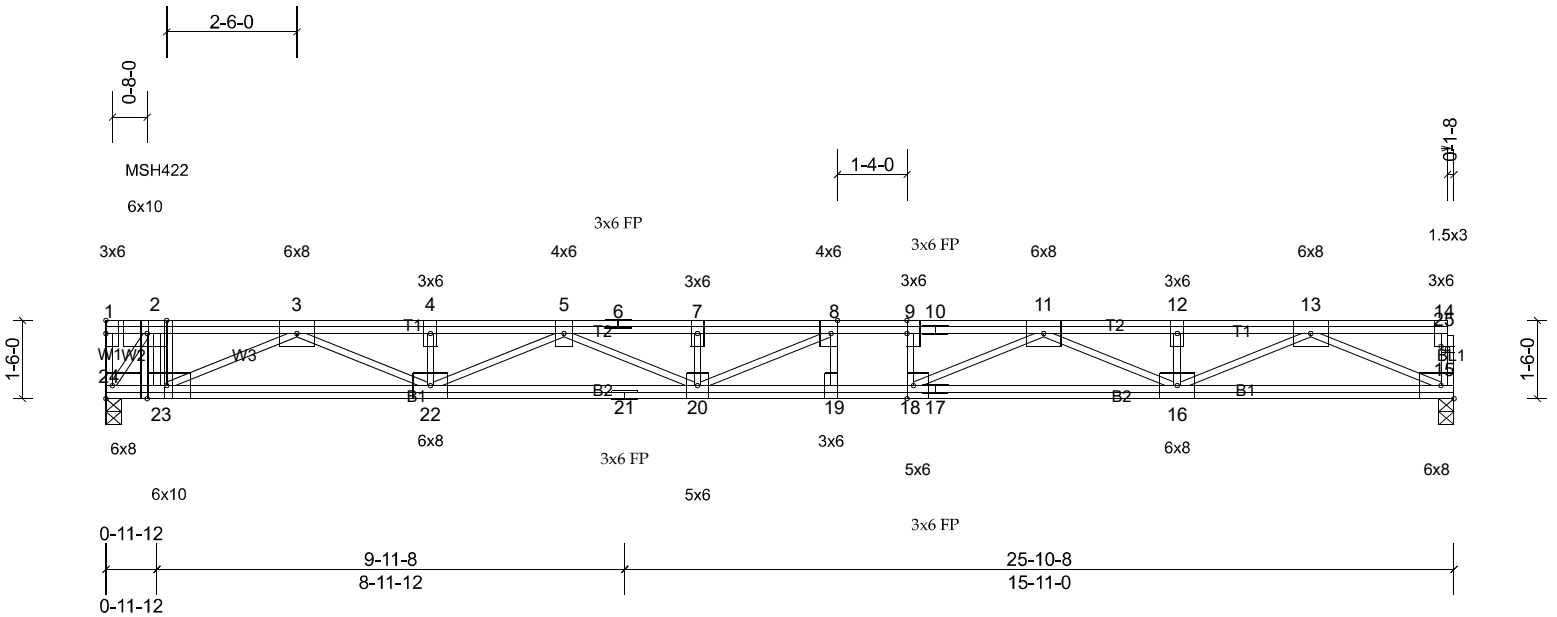 2-6-0
0-8-0
MSH422
6x10
1-4-0
0-1-8
3x6 FP
3x6 FP
1.5x3
3x6
6x8
4x6
4x6
6x8
6x8
3x6
3x6
3x6
3x6
3x6
1
2
3
4
5
6
7
8
9
10
11
12
13
14
25
T1
T2
T2
T1
1-6-0
W1
W2
W3
BL1
1-6-0
24
15
B1
B2
B2
B1
23
22
21
20
19
18
17
16
6x8
6x8
3x6 FP
3x6
6x8
5x6
6x8
6x10
5x6
3x6 FP
0-11-12
9-11-8
25-10-8
8-11-12
15-11-0
0-11-12